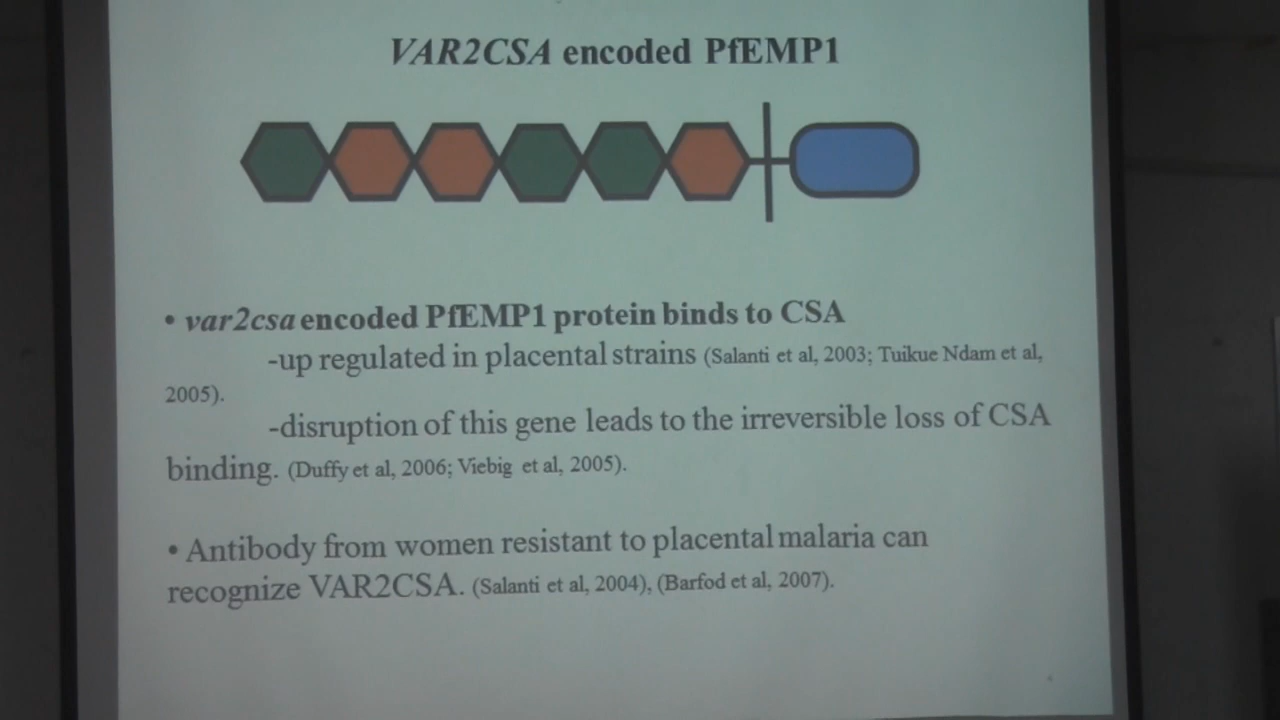 VAR2CSA encoded PfEMP1
• var2csa encoded PfEMP1 protein binds to CSA
-up regulated in placental strains (Salanti et al, 2003; Tuikue Ndam et al,
2005).
-disruption of this gene leads to the irreversible loss of CSA
binding. (Duffy et al, 2006; Viebig et al, 2005).
• Antibody from women resistant to placental malaria can
recognize VAR2CSA. (Salanti et al, 2004), (Barfod et al, 2007).